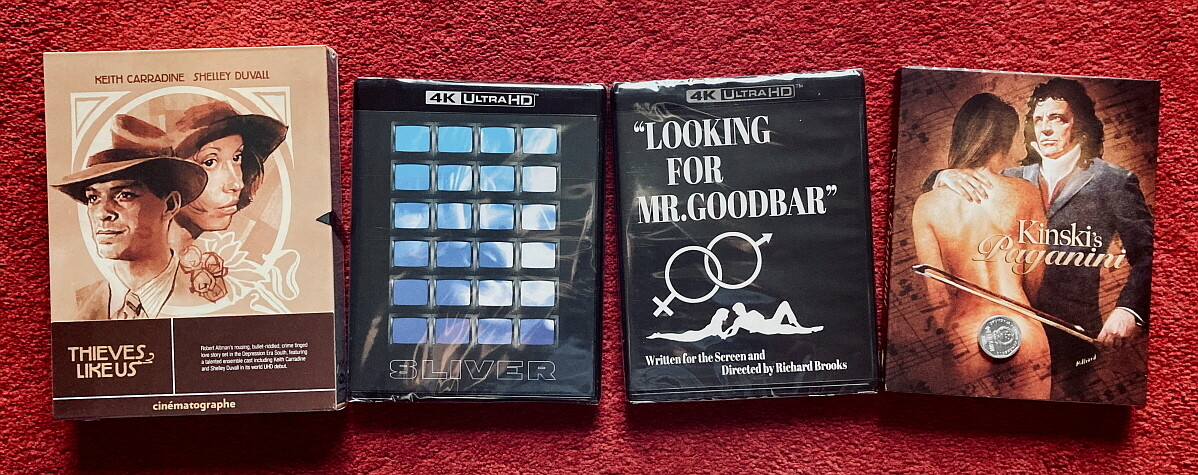 KEITH CARRADINE SHELLEY DUVALL
THIEVES
LIKE US
Robert Altman's rousing, bullet-riddled, crime tinged
love story set in the Depression Era South, featuring
a talented ensemble cast including Keith Carradine
and Shelley Duvall in its world UHD debut.
cinématographe
4K ULTRA HD™
SLIVER
4K ULTRA HD™
“LOOKING
FOR
MR.GOODBAR”
Written for the Screen and
Directed by Richard Brooks
Kinski's
Paganini